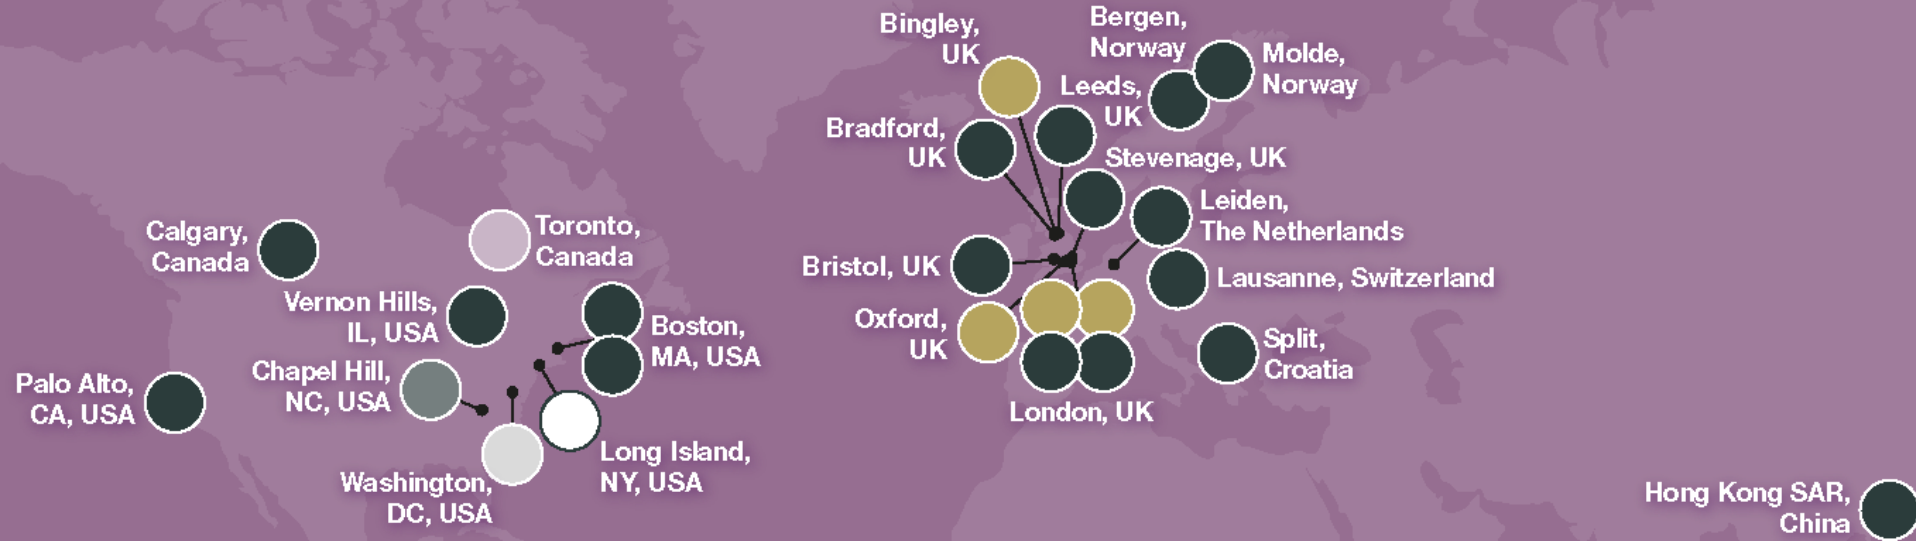 Bingley,
UK
Bergen,
Norway
Molde,
Norway
Leeds,
UK
Bradford,
UK
Stevenage, UK
Leiden,
The Netherlands
Calgary,
Canada
Toronto,
Canada
Bristol, UK
Lausanne, Switzerland
Vernon Hills,
IL, USA
Boston,
MA, USA
Oxford,
UK
Split,
Croatia
Chapel Hill,
NC, USA
Palo Alto,
CA, USA
London, UK
Long Island,
NY, USA
Washington,
DC, USA
Hong Kong SAR,
China